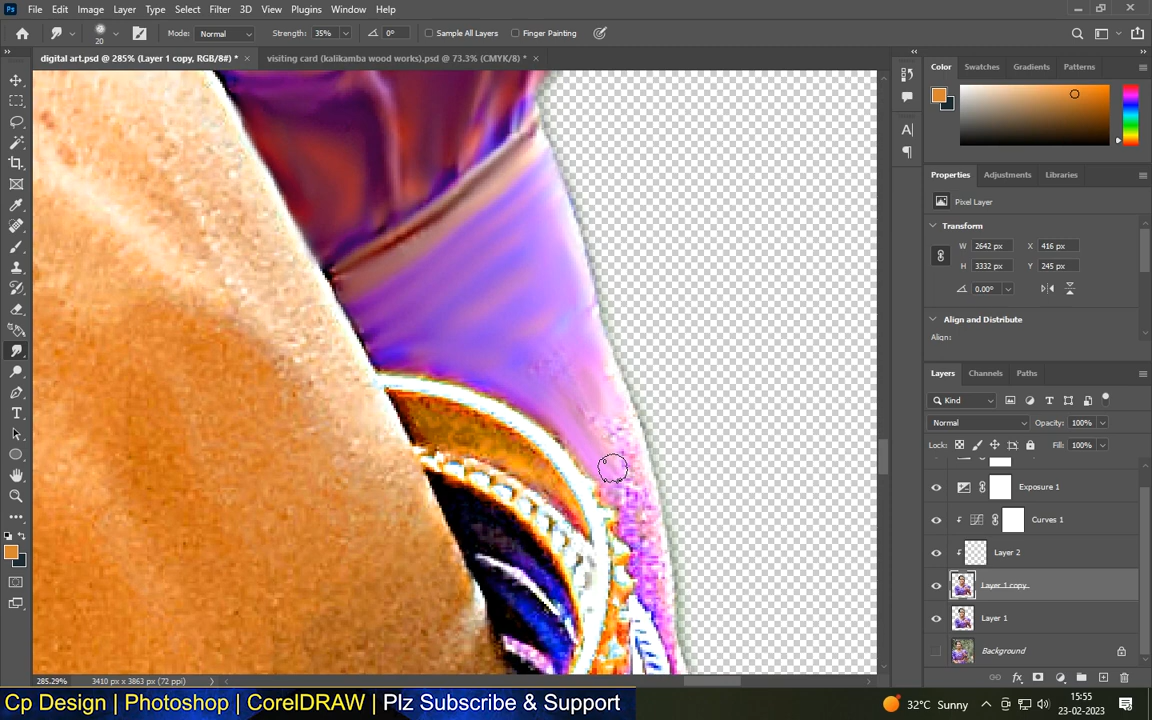 Ps File Edit Image Layer Type Select Filter 3D View Plugins Window Help
20 Mode: Normal Strength: 35% 0° Sample All Layers Finger Painting
digital art.psd @ 285% (Layer 1 copy, RGB/8#) * visiting card (kalikamba wood works).psd @ 73.3% (CMYK/8) *
Color Swatches Gradients Patterns
Properties Adjustments Libraries
Pixel Layer
Transform
W 2642 px X 416 px
H 3332 px Y 245 px
0.00°
Align and Distribute
Align:
Layers Channels Paths
Kind
Normal Opacity: 100%
Lock: Fill: 100%
Exposure 1
Curves 1
Layer 2
Layer 1 copy
Layer 1
Background
285.29% 3410 px x 3863 px (72 ppi)
Cp Design | Photoshop | CorelDRAW | Plz Subscribe & Support
32°C Sunny
15:55
23-02-2023